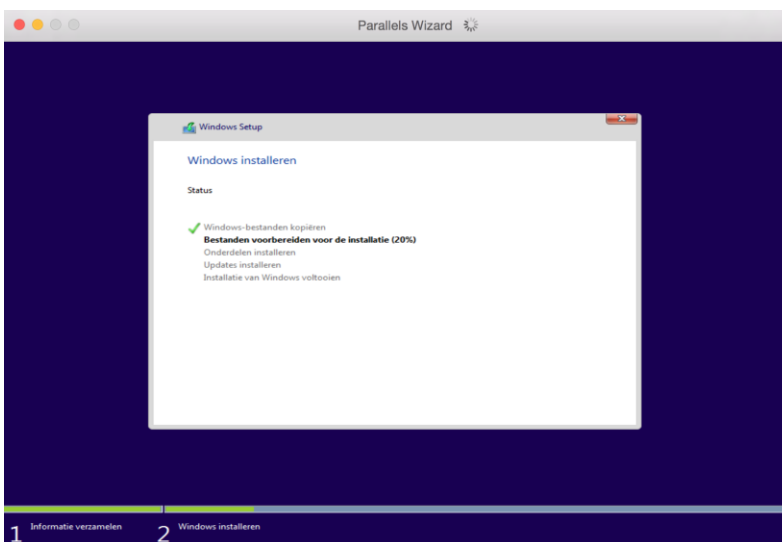 Parallels Wizard
Windows Setup
Windows installeren
Status
Windows-bestanden kopiëren
Bestanden voorbereiden voor de installatie (20%)
Onderdelen installeren
Updates installeren
Installatie van Windows voltooien
1 Informatie verzamelen 2 Windows installeren